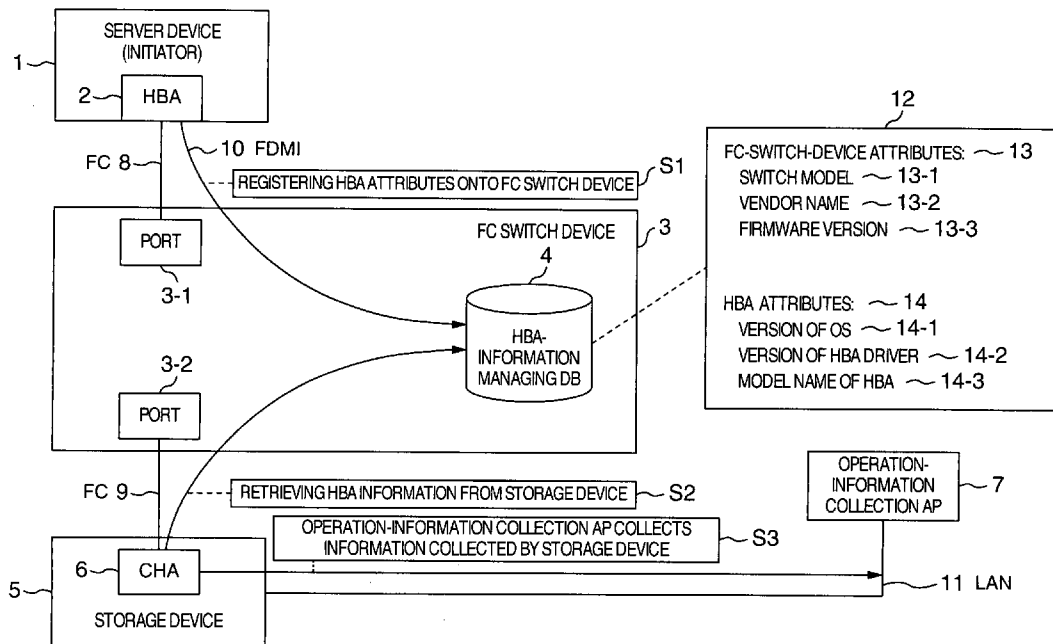 SERVER DEVICE
(INITIATOR)
1
2
HBA
FC 8
10 FDMI
REGISTERING HBA ATTRIBUTES ONTO FC SWITCH DEVICE
S1
12
FC-SWITCH-DEVICE ATTRIBUTES: 13
SWITCH MODEL 13-1
VENDOR NAME 13-2
FIRMWARE VERSION 13-3
HBA ATTRIBUTES: 14
VERSION OF OS 14-1
VERSION OF HBA DRIVER 14-2
MODEL NAME OF HBA 14-3
PORT
3-1
FC SWITCH DEVICE
3
4
HBA-
INFORMATION
MANAGING DB
3-2
PORT
FC 9
RETRIEVING HBA INFORMATION FROM STORAGE DEVICE
S2
OPERATION-INFORMATION COLLECTION AP COLLECTS
INFORMATION COLLECTED BY STORAGE DEVICE
S3
OPERATION-
INFORMATION
COLLECTION AP
7
5
6
CHA
STORAGE DEVICE
11 LAN